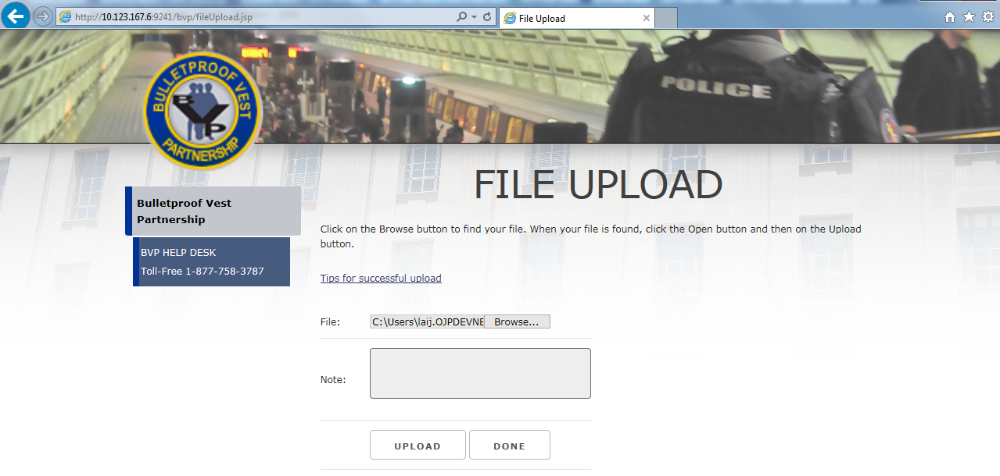 http://10.123.167.6:9241/bvp/fileUpload.jsp
File Upload
BULLETPROOF VEST
BVP
PARTNERSHIP
POLICE
FILE UPLOAD
Bulletproof Vest
Partnership
BVP HELP DESK
Toll-Free 1-877-758-3787
Click on the Browse button to find your file. When your file is found, click the Open button and then on the Upload
button.
Tips for successful upload
File: C:\Users\laij.OJPDEVNE Browse...
Note:
UPLOAD DONE